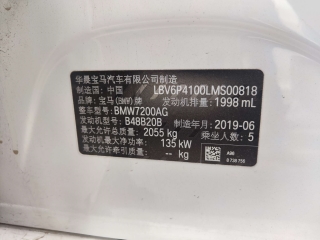 华晨宝马汽车有限公司制造
制造国：中国 LBV6P4100LMS00818
品牌：宝马(BMW)牌 发动机排量：1998 mL
整车型号：BMW7200AG
发动机型号：B48B20B 制造年月：2019-06
最大允许总质量：2055 kg 乘坐人数：5
发动机最大净功率：135 kW
最大允许牵引质量：- kg